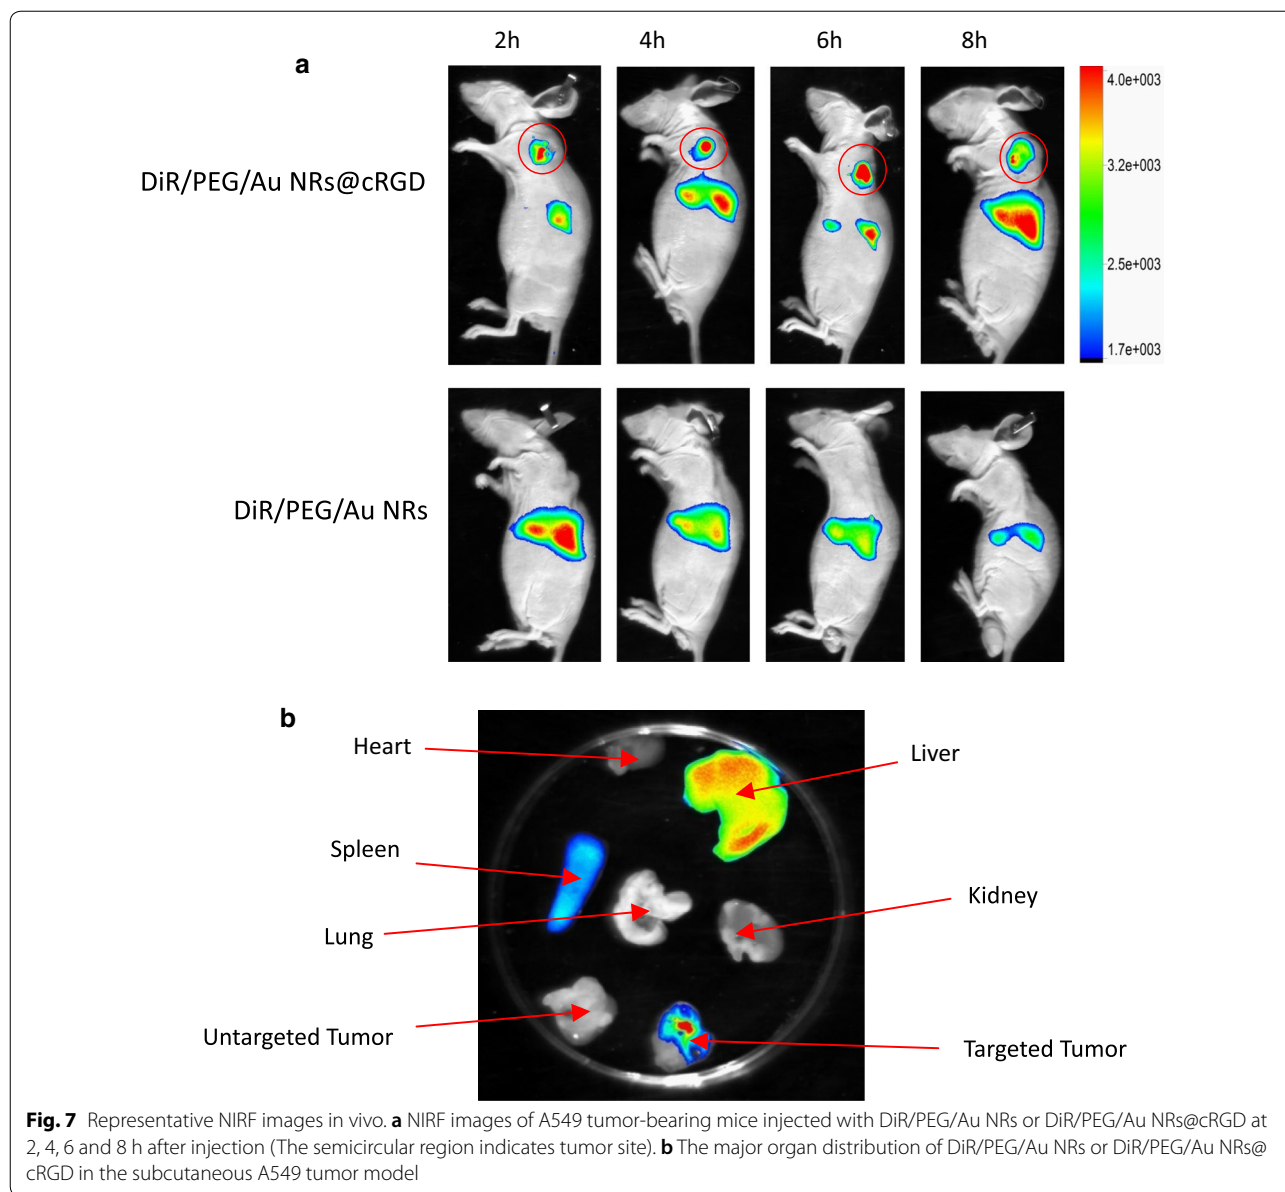 2h 4h 6h 8h
a
DiR/PEG/Au NRs@cRGD
4.0e+003
3.2e+003
2.5e+003
1.7e+003
DiR/PEG/Au NRs
b
Heart
Liver
Spleen
Kidney
Lung
Untargeted Tumor
Targeted Tumor
Fig. 7 Representative NIRF images in vivo. a NIRF images of A549 tumor-bearing mice injected with DiR/PEG/Au NRs or DiR/PEG/Au NRs@cRGD at
2, 4, 6 and 8 h after injection (The semicircular region indicates tumor site). b The major organ distribution of DiR/PEG/Au NRs or DiR/PEG/Au NRs@
cRGD in the subcutaneous A549 tumor model